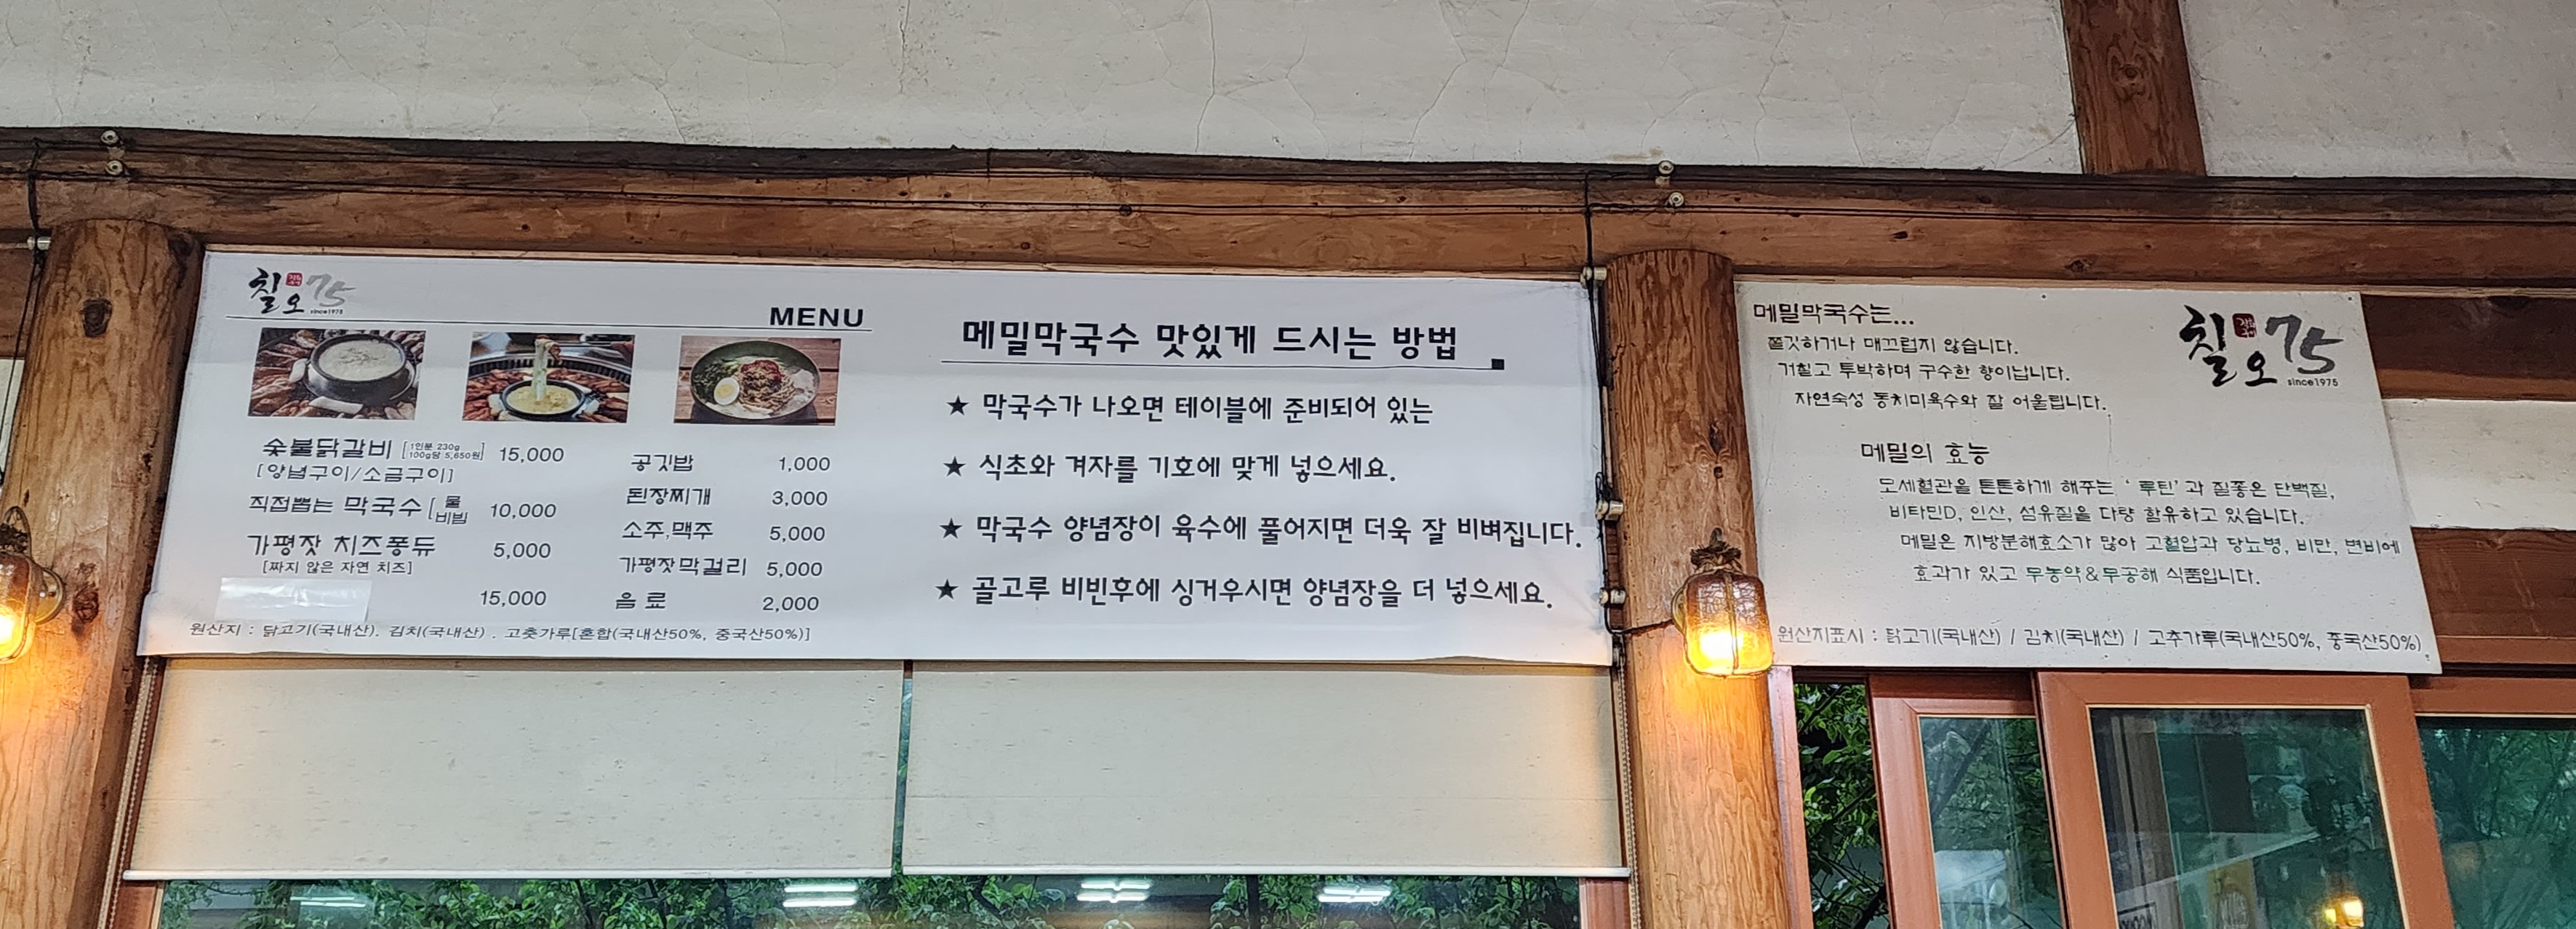 칠오 75
since1975
MENU
숯불닭갈비 [1인분 230g 100g당 5,650원] 15,000
[양념구이/소금구이]
직접뽑는 막국수 [물 비빔 10,000
가평잣 치즈퐁듀 5,000
[짜지 않은 자연 치즈]
15,000
공깃밥 1,000
된장찌개 3,000
소주,맥주 5,000
가평잣막걸리 5,000
음료 2,000
원산지 : 닭고기(국내산). 김치(국내산) . 고춧가루[혼합(국내산50%, 중국산50%)]
메밀막국수 맛있게 드시는 방법
★ 막국수가 나오면 테이블에 준비되어 있는
★ 식초와 겨자를 기호에 맞게 넣으세요.
★ 막국수 양념장이 육수에 풀어지면 더욱 잘 비벼집니다.
★ 골고루 비빈후에 싱거우시면 양념장을 더 넣으세요.
메밀막국수는...
쫄깃하거나 매끄럽지 않습니다.
거칠고 투박하며 구수한 향이납니다.
자연숙성 동치미육수와 잘 어울립니다.
칠오 75
since1975
메밀의 효능
모세혈관을 튼튼하게 해주는 '루틴'과 질좋은 단백질,
비타민D, 인산, 섬유질을 다량 함유하고 있습니다.
메밀은 지방분해효소가 많아 고혈압과 당뇨병, 비만, 변비에
효과가 있고 무농약&무공해 식품입니다.
원산지표시 : 닭고기(국내산) / 김치(국내산) / 고추가루(국내산50%, 중국산50%)